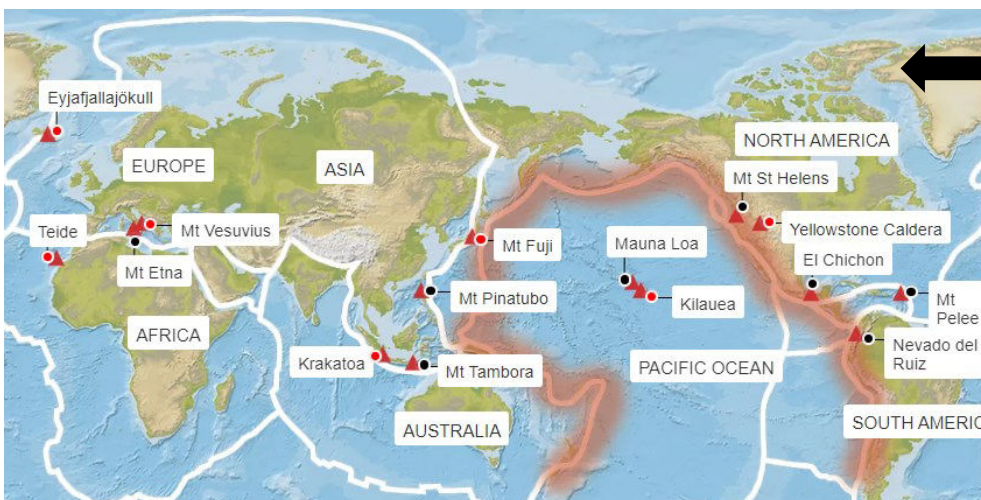 Eyjafjallajökull
EUROPE
ASIA
NORTH AMERICA
Mt St Helens
Teide
Mt Vesuvius
Mt Etna
Mt Fuji
Mauna Loa
Yellowstone Caldera
El Chichon
Mt Pinatubo
Kilauea
Mt
Pelee
AFRICA
Krakatoa
Mt Tambora
PACIFIC OCEAN
Nevado del
Ruiz
AUSTRALIA
SOUTH AMERIC